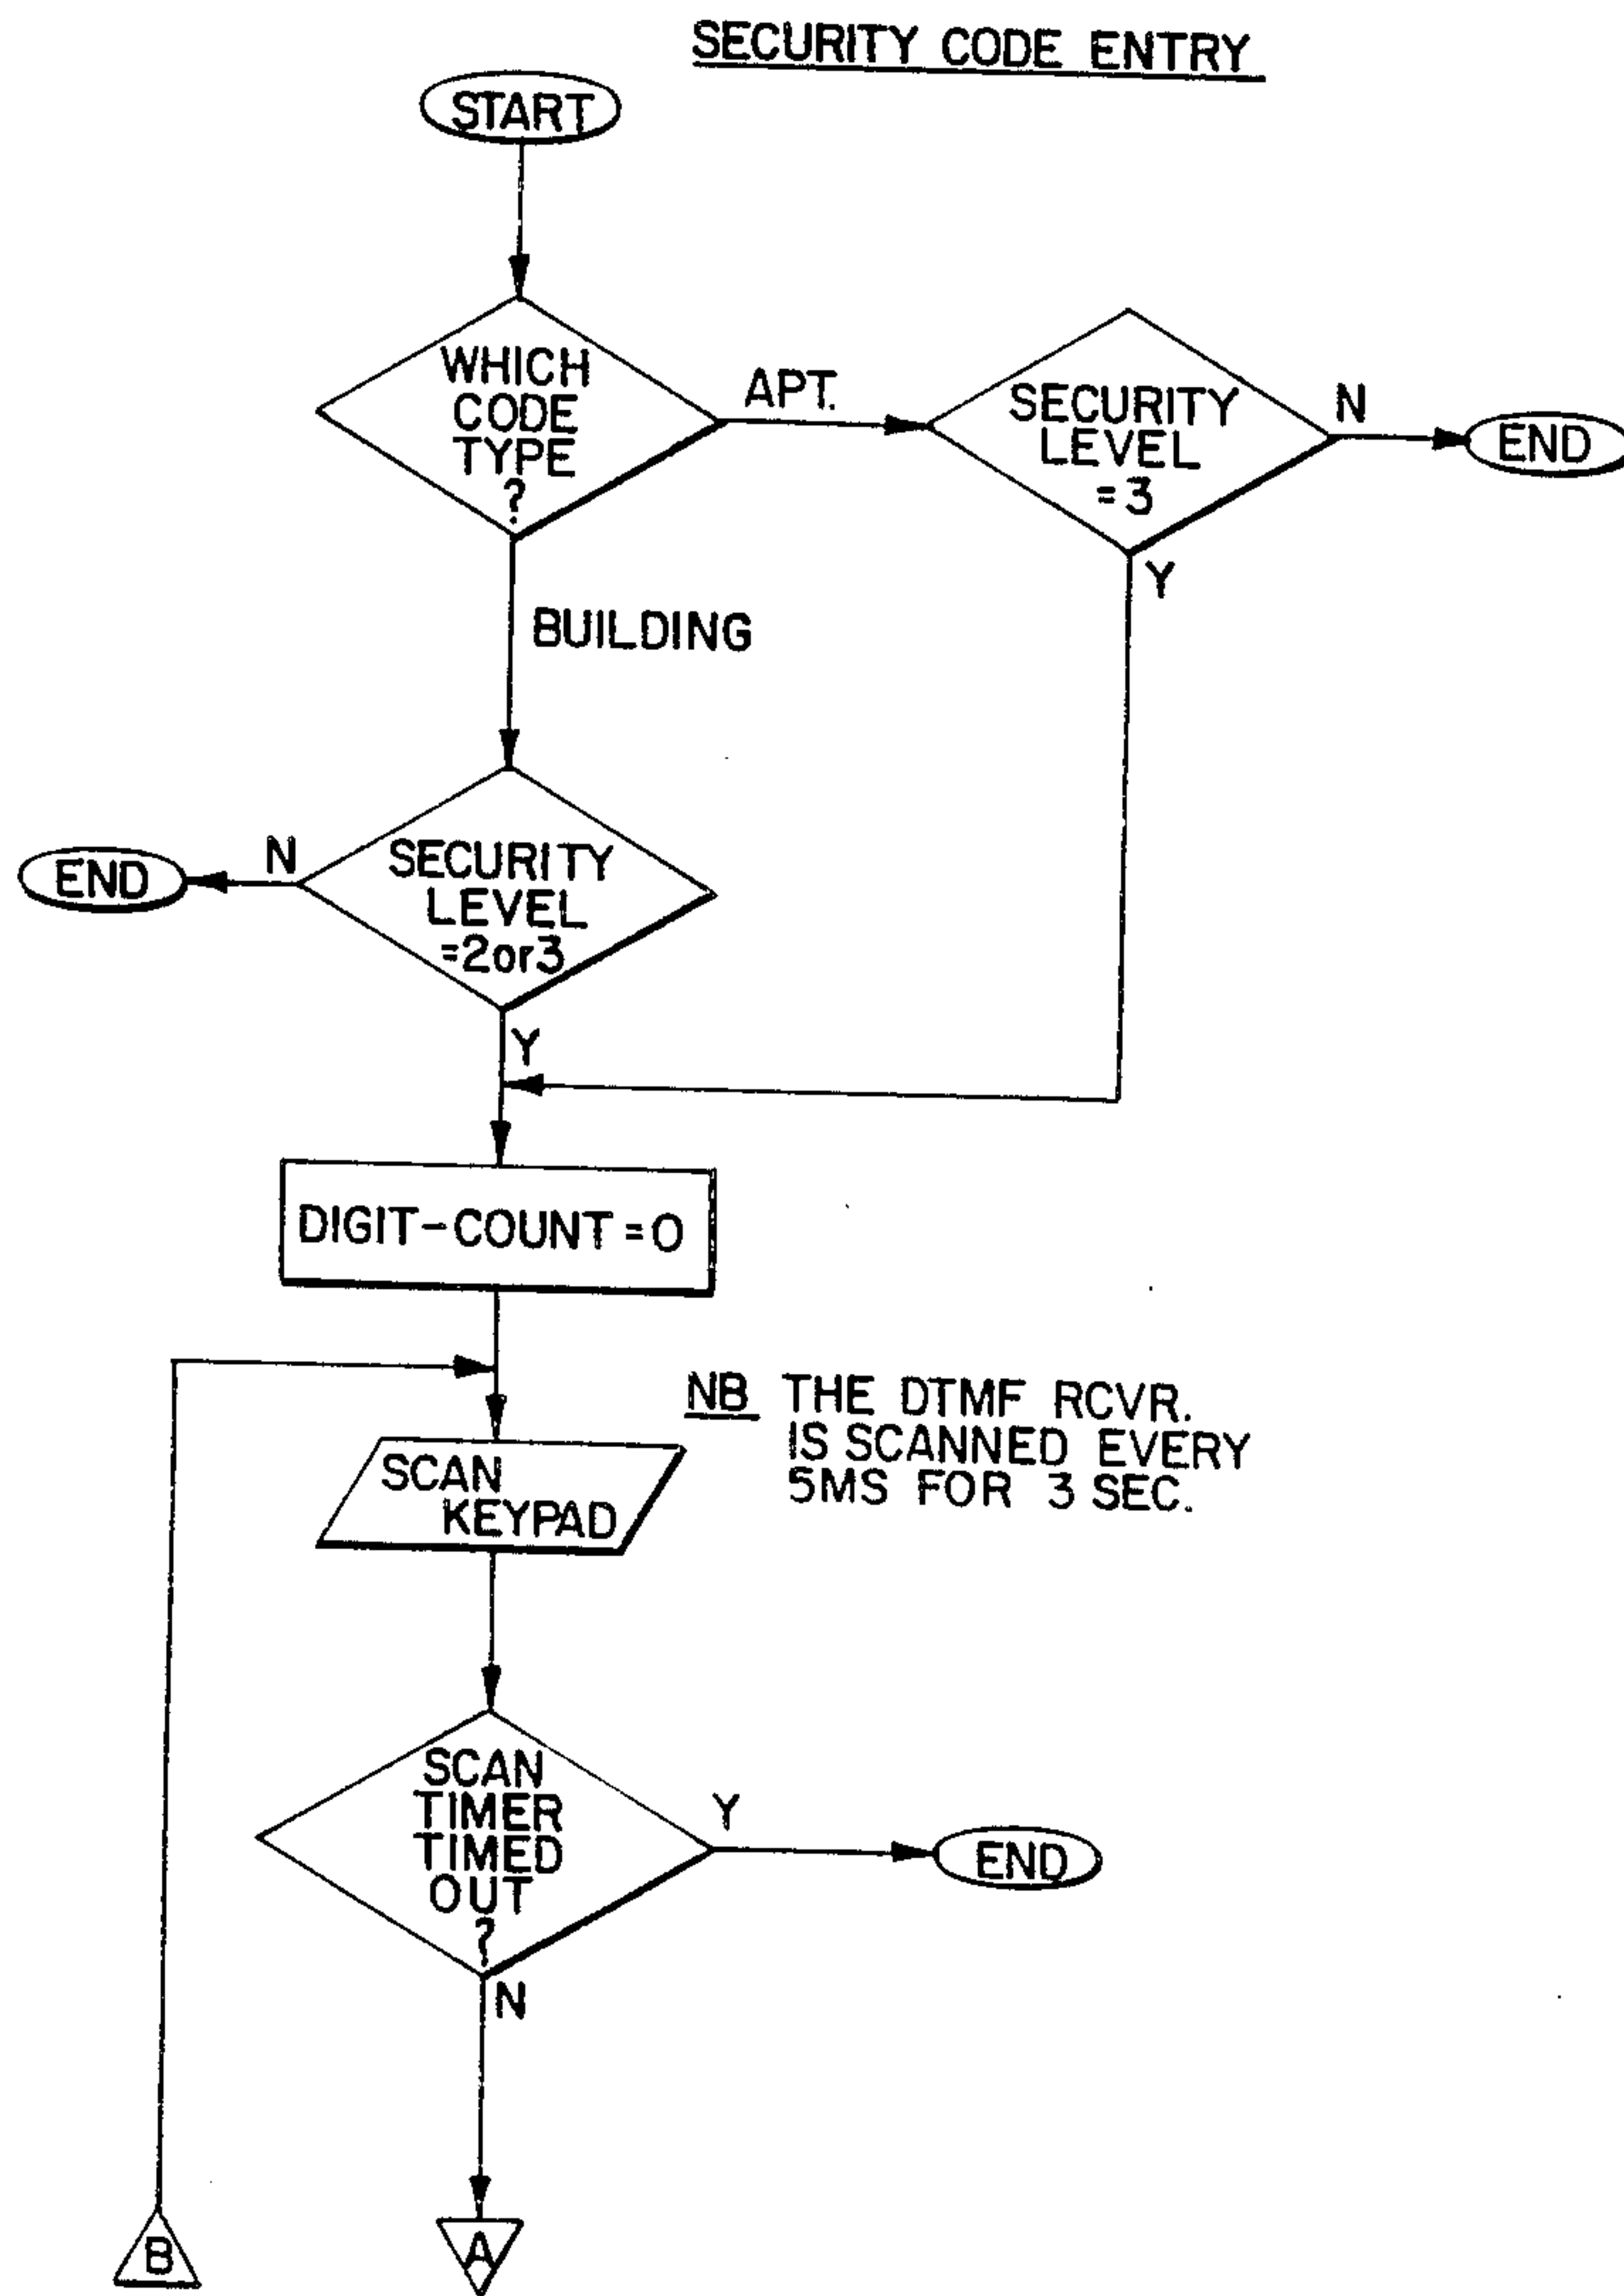 SECURITY CODE ENTRY
START
WHICH
CODE
TYPE
?
APT.
SECURITY
LEVEL
=3
N
END
Y
BUILDING
END
N
SECURITY
LEVEL
=2or3
Y
DIGIT-COUNT=0
NB THE DTMF RCVR.
IS SCANNED EVERY
5MS FOR 3 SEC.
SCAN
KEYPAD
SCAN
TIMER
TIMED
OUT
?
Y
END
N
B
A